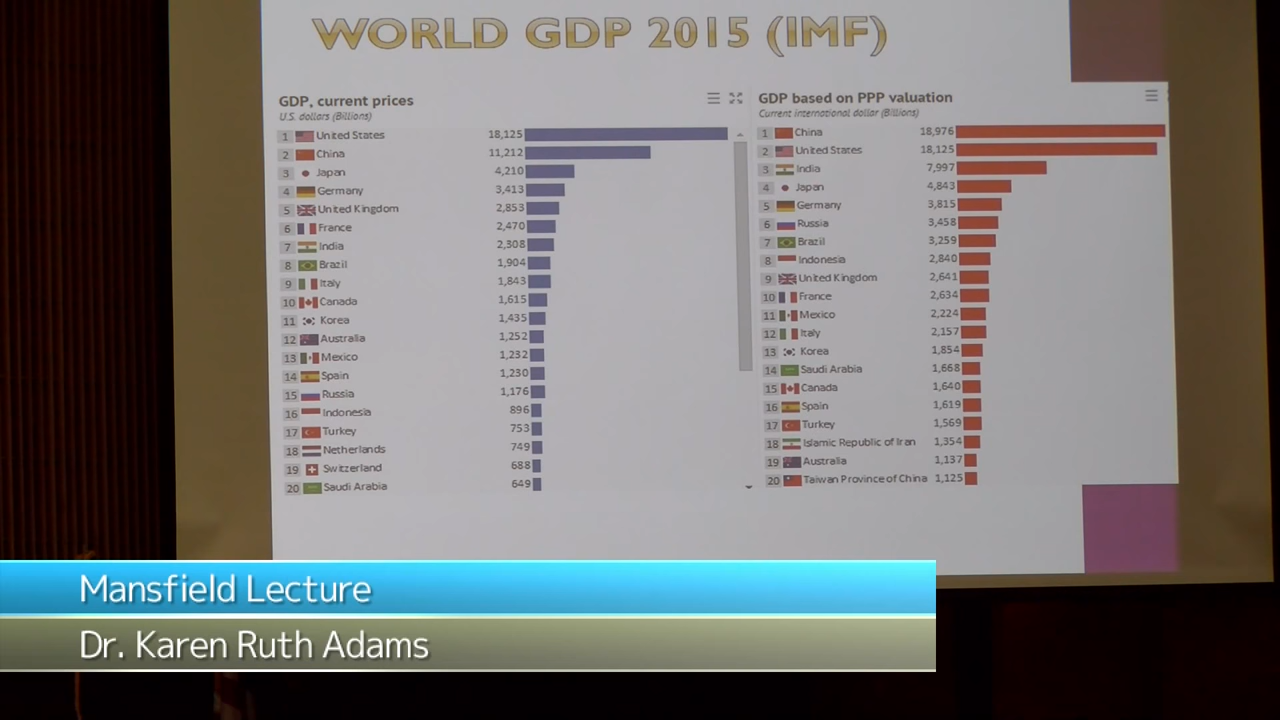 WORLD GDP 2015 (IMF)
GDP, current prices
U.S. dollars (Billions)
1 United States 18,125
2 China 11,212
3 Japan 4,210
4 Germany 3,413
5 United Kingdom 2,853
6 France 2,470
7 India 2,308
8 Brazil 1,904
9 Italy 1,843
10 Canada 1,615
11 Korea 1,435
12 Australia 1,252
13 Mexico 1,232
14 Spain 1,230
15 Russia 1,176
16 Indonesia 896
17 Turkey 753
18 Netherlands 749
19 Switzerland 688
20 Saudi Arabia 649
GDP based on PPP valuation
Current international dollar (Billions)
1 China 18,976
2 United States 18,125
3 India 7,997
4 Japan 4,843
5 Germany 3,815
6 Russia 3,458
7 Brazil 3,259
8 Indonesia 2,840
9 United Kingdom 2,641
10 France 2,634
11 Mexico 2,224
12 Italy 2,157
13 Korea 1,854
14 Saudi Arabia 1,668
15 Canada 1,640
16 Spain 1,619
17 Turkey 1,569
18 Islamic Republic of Iran 1,354
19 Australia 1,137
20 Taiwan Province of China 1,125
Mansfield Lecture
Dr. Karen Ruth Adams